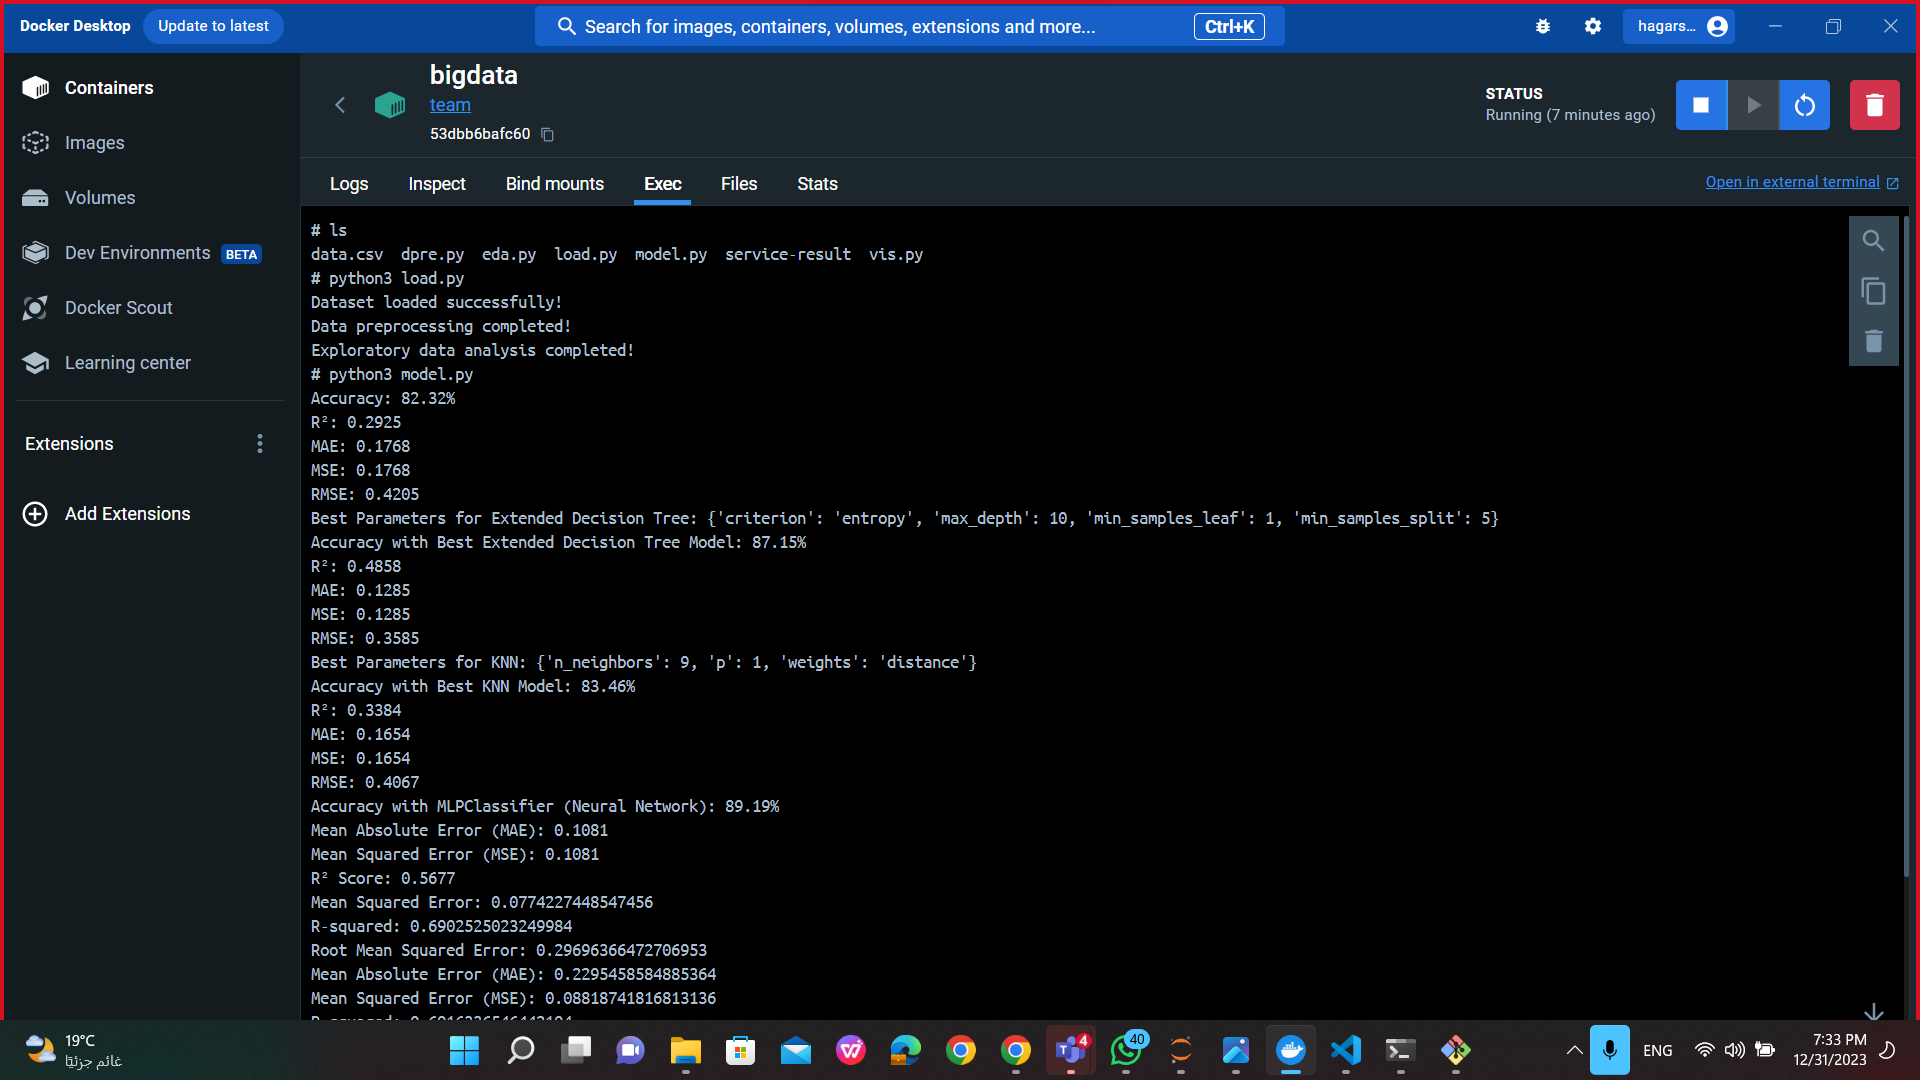 Docker Desktop
Update to latest
Search for images, containers, volumes, extensions and more...
Ctrl+K
hagars...
Containers
Images
Volumes
Dev Environments BETA
Docker Scout
Learning center
Extensions
Add Extensions
bigdata
team
53dbb6bafc60
STATUS
Running (7 minutes ago)
Logs Inspect Bind mounts Exec Files Stats
Open in external terminal
# ls
data.csv dpre.py eda.py load.py model.py service-result vis.py
# python3 load.py
Dataset loaded successfully!
Data preprocessing completed!
Exploratory data analysis completed!
# python3 model.py
Accuracy: 82.32%
R²: 0.2925
MAE: 0.1768
MSE: 0.1768
RMSE: 0.4205
Best Parameters for Extended Decision Tree: {'criterion': 'entropy', 'max_depth': 10, 'min_samples_leaf': 1, 'min_samples_split': 5}
Accuracy with Best Extended Decision Tree Model: 87.15%
R²: 0.4858
MAE: 0.1285
MSE: 0.1285
RMSE: 0.3585
Best Parameters for KNN: {'n_neighbors': 9, 'p': 1, 'weights': 'distance'}
Accuracy with Best KNN Model: 83.46%
R²: 0.3384
MAE: 0.1654
MSE: 0.1654
RMSE: 0.4067
Accuracy with MLPClassifier (Neural Network): 89.19%
Mean Absolute Error (MAE): 0.1081
Mean Squared Error (MSE): 0.1081
R² Score: 0.5677
Mean Squared Error: 0.0774227448547456
R-squared: 0.6902525023249984
Root Mean Squared Error: 0.29696366472706953
Mean Absolute Error (MAE): 0.2295458584885364
Mean Squared Error (MSE): 0.08818741816813136
19°C
غائم جزئيًا
4
40
ENG
7:33 PM
12/31/2023